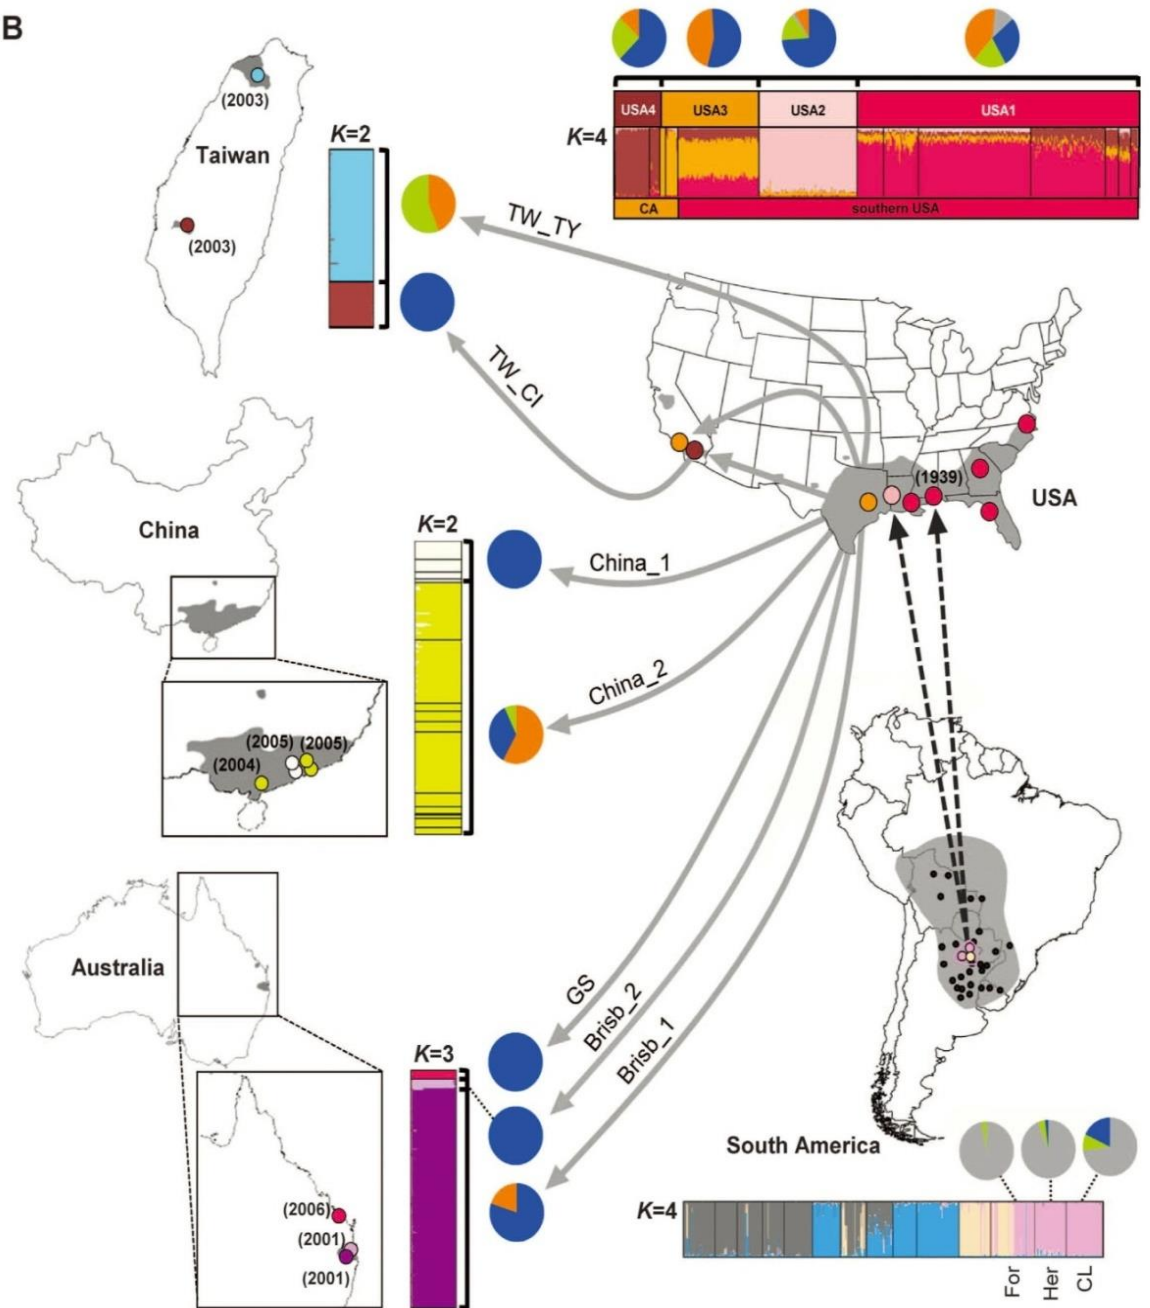 B
(2003)
Taiwan
(2003)
K=2
TW_TY
TW_CI
USA4
USA3
USA2
USA1
K=4
CA
southern USA
(1939)
USA
China
K=2
China_1
China_2
(2005)
(2005)
(2004)
Australia
K=3
GS
Brisb_2
Brisb_1
(2006)
(2001)
(2001)
South America
K=4
For
Her
CL